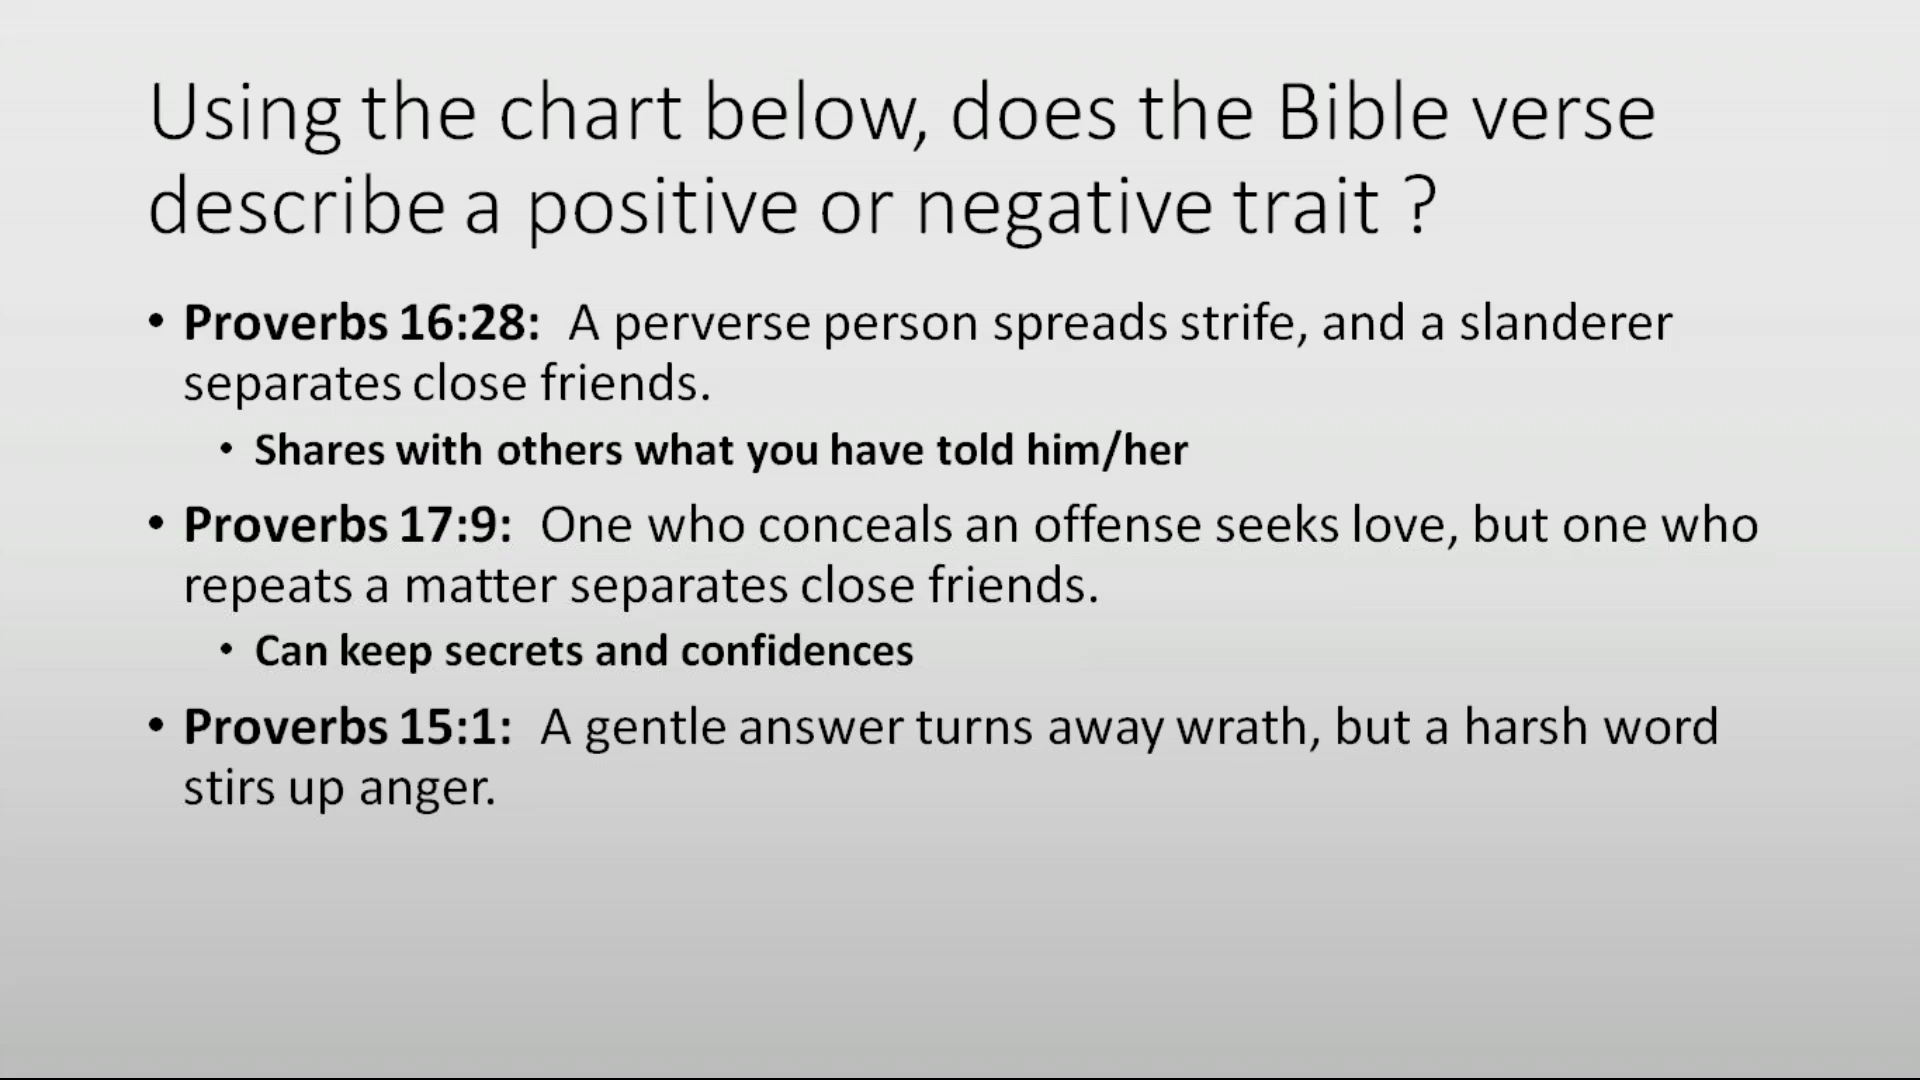 Using the chart below, does the Bible verse
describe a positive or negative trait ?
• Proverbs 16:28: A perverse person spreads strife, and a slanderer
separates close friends.
• Shares with others what you have told him/her
• Proverbs 17:9: One who conceals an offense seeks love, but one who
repeats a matter separates close friends.
• Can keep secrets and confidences
• Proverbs 15:1: A gentle answer turns away wrath, but a harsh word
stirs up anger.